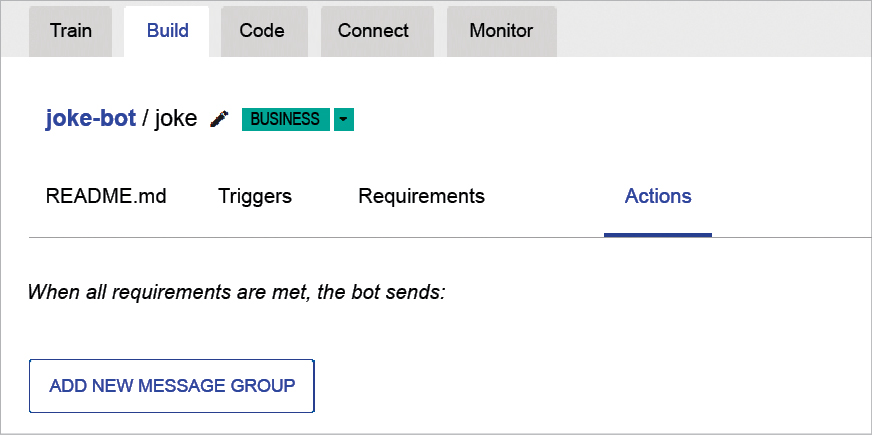 Train Build Code Connect Monitor
joke-bot / joke BUSINESS
README.md Triggers Requirements Actions
When all requirements are met, the bot sends:
ADD NEW MESSAGE GROUP